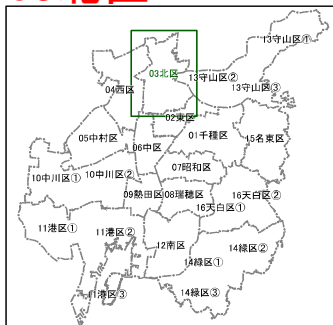 13守山区①
03北区
13守山区②
04西区
13守山区③
02東区
05中村区
01千種区
15名東区
06中区
07昭和区
10中川区①
10中川区②
09熱田区
08瑞穂区
16天白区②
16天白区①
11港区①
11港区②
12南区
14緑区②
14緑区①
11港区③
14緑区③